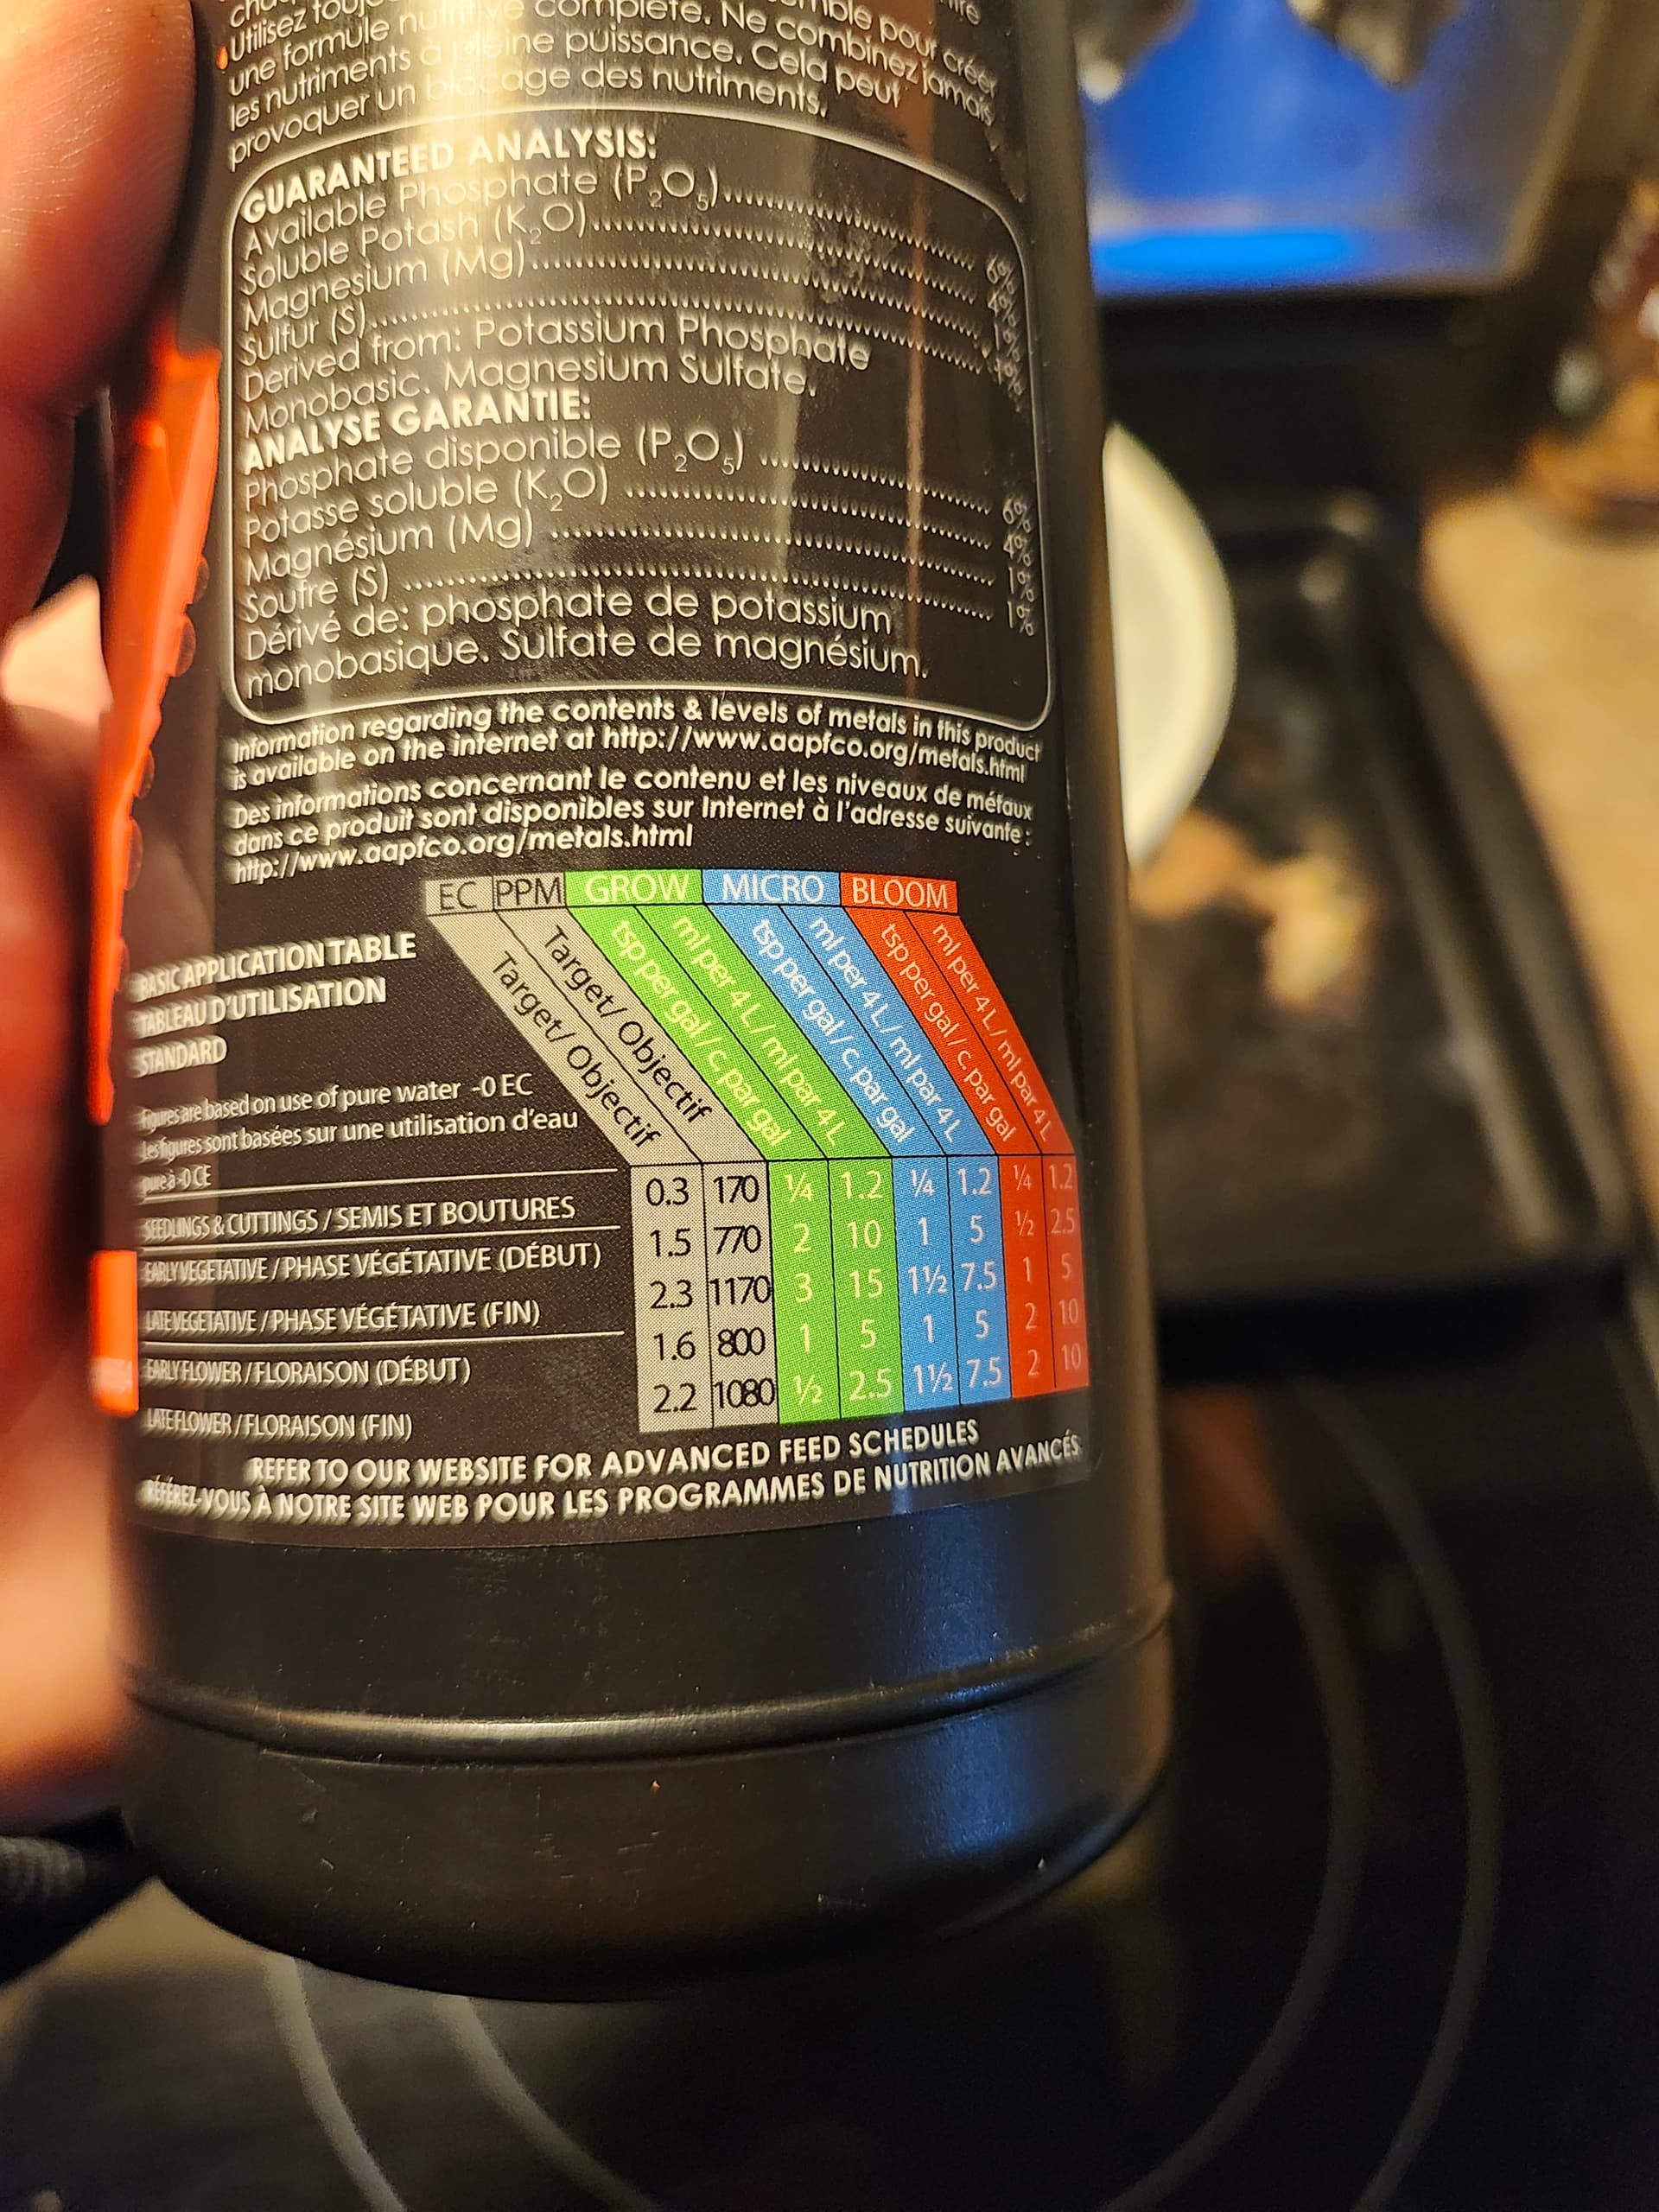 Utilisez
pour créer
une formule nutritive complète. Ne combinez jamais
les nutriments à pleine puissance. Cela peut
provoquer un blocage des nutriments.
GUARANTEED ANALYSIS:
Available Phosphate (P2O5)........ 6%
Soluble Potash (K2O)........ 4%
Magnesium (Mg)........ 1%
Sulfur (S)........ 1%
Derived from: Potassium Phosphate
Monobasic, Magnesium Sulfate.
ANALYSE GARANTIE:
Phosphate disponible (P2O5) ........ 6%
Potasse soluble (K2O) ........ 4%
Magnésium (Mg) ........ 1%
Soufre (S) ........ 1%
Dérivé de: phosphate de potassium
monobasique. Sulfate de magnésium.
Information regarding the contents & levels of metals in this product
is available on the internet at http://www.aapfco.org/metals.html
Des informations concernant le contenu et les niveaux de métaux
dans ce produit sont disponibles sur Internet à l'adresse suivante :
http://www.aapfco.org/metals.html
EC PPM GROW MICRO BLOOM
Target/ Objectif
Target/ Objectif
tsp per gal / c. par gal
ml per 4 L / ml par 4 L
tsp per gal / c. par gal
ml per 4 L / ml par 4 L
tsp per gal / c. par gal
ml per 4 L / ml par 4 L
BASIC APPLICATION TABLE
TABLEAU D'UTILISATION
STANDARD
Figures are based on use of pure water -0 EC
Les figures sont basées sur une utilisation d'eau
pure à -0 CE
SEEDLINGS & CUTTINGS / SEMIS ET BOUTURES 0.3 170 ¼ 1.2 ¼ 1.2 ¼ 1.2
EARLY VEGETATIVE / PHASE VÉGÉTATIVE (DÉBUT) 1.5 770 2 10 1 5 ½ 2.5
LATE VEGETATIVE / PHASE VÉGÉTATIVE (FIN) 2.3 1170 3 15 1½ 7.5 1 5
EARLY FLOWER / FLORAISON (DÉBUT) 1.6 800 1 5 1 5 2 10
LATE FLOWER / FLORAISON (FIN) 2.2 1080 ½ 2.5 1½ 7.5 2 10
REFER TO OUR WEBSITE FOR ADVANCED FEED SCHEDULES
RÉFÉREZ-VOUS À NOTRE SITE WEB POUR LES PROGRAMMES DE NUTRITION AVANCÉS